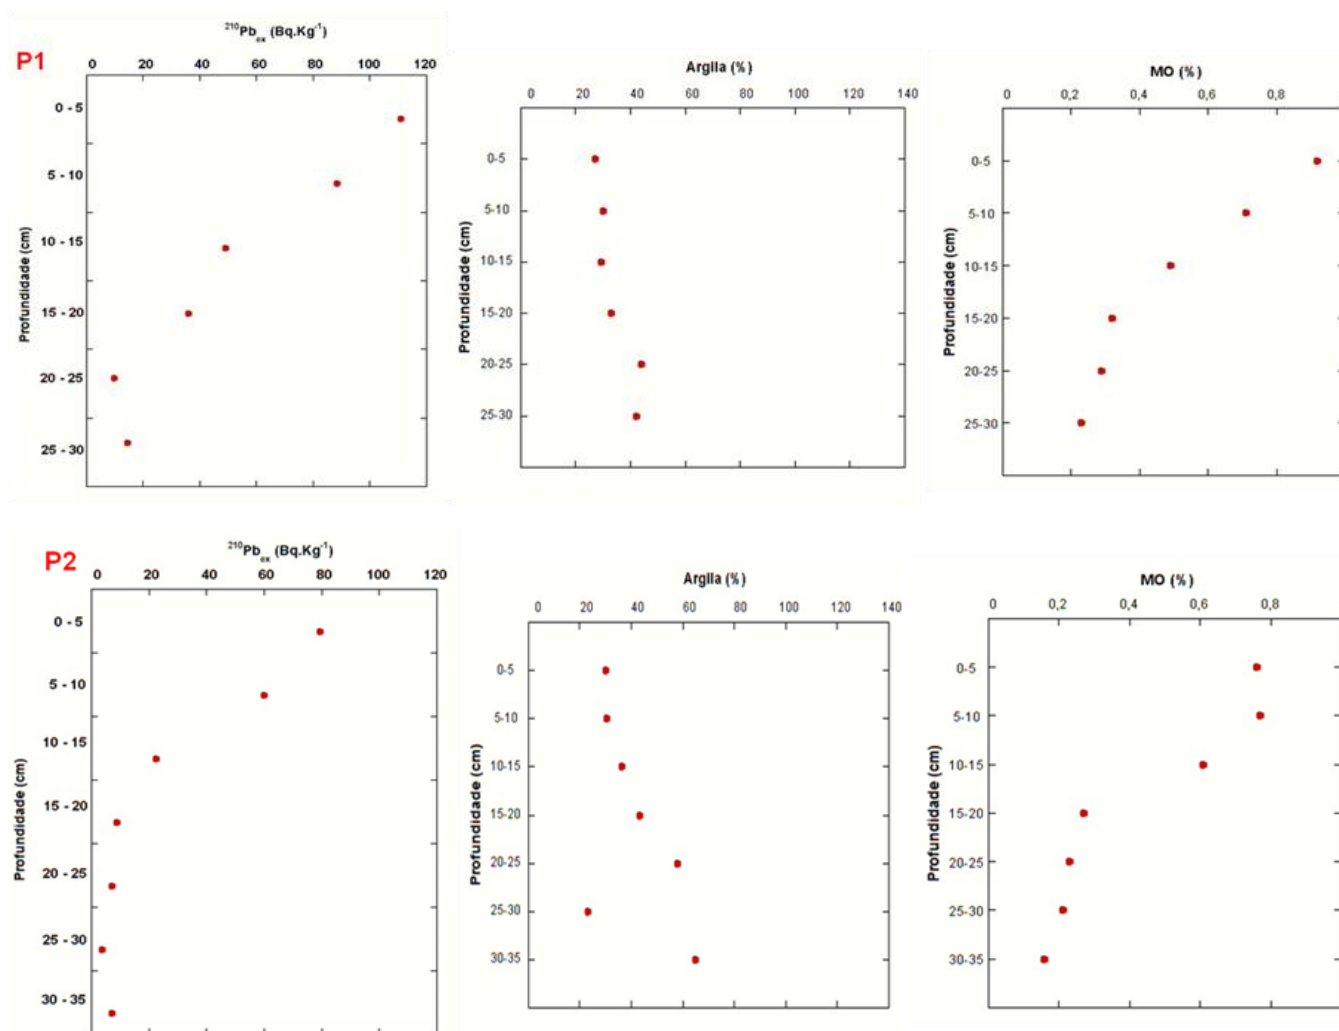 P1
²¹⁰Pbₑₓ (Bq.Kg⁻¹)
0 20 40 60 80 100 120
Profundidade (cm)
0 - 5
5 - 10
10 - 15
15 - 20
20 - 25
25 - 30
Argila (%)
0 20 40 60 80 100 120 140
Profundidade (cm)
0-5
5-10
10-15
15-20
20-25
25-30
MO (%)
0 0,2 0,4 0,6 0,8
Profundidade (cm)
0-5
5-10
10-15
15-20
20-25
25-30
P2
²¹⁰Pbₑₓ (Bq.Kg⁻¹)
0 20 40 60 80 100 120
Profundidade (cm)
0 - 5
5 - 10
10 - 15
15 - 20
20 - 25
25 - 30
30 - 35
Argila (%)
0 20 40 60 80 100 120 140
Profundidade (cm)
0-5
5-10
10-15
15-20
20-25
25-30
30-35
MO (%)
0 0,2 0,4 0,6 0,8
Profundidade (cm)
0-5
5-10
10-15
15-20
20-25
25-30
30-35